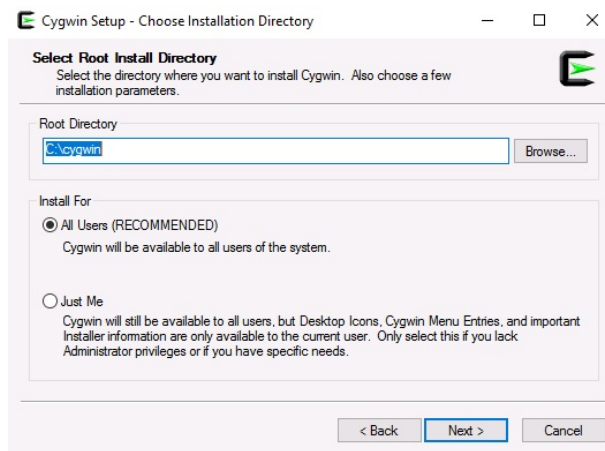 Cygwin Setup - Choose Installation Directory
Select Root Install Directory
Select the directory where you want to install Cygwin. Also choose a few
installation parameters.
Root Directory
C:\cygwin
Browse...
Install For
All Users (RECOMMENDED)
Cygwin will be available to all users of the system.
Just Me
Cygwin will still be available to all users, but Desktop Icons, Cygwin Menu Entries, and important
Installer information are only available to the current user. Only select this if you lack
Administrator privileges or if you have specific needs.
< Back
Next >
Cancel